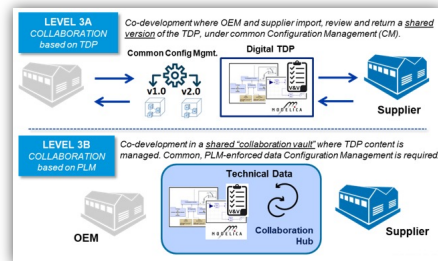 LEVEL 3A
COLLABORATION
based on TDP
Co-development where OEM and supplier import, review and return a shared
version of the TDP, under common Configuration Management (CM).
Common Config Mgmt.
Digital TDP
v1.0 v2.0
V&V
MODELICA
Supplier
LEVEL 3B
COLLABORATION
based on PLM
Co-development in a shared "collaboration vault" where TDP content is
managed. Common, PLM-enforced data Configuration Management is required
Technical Data
V&V
MODELICA
Collaboration
Hub
OEM
Supplier